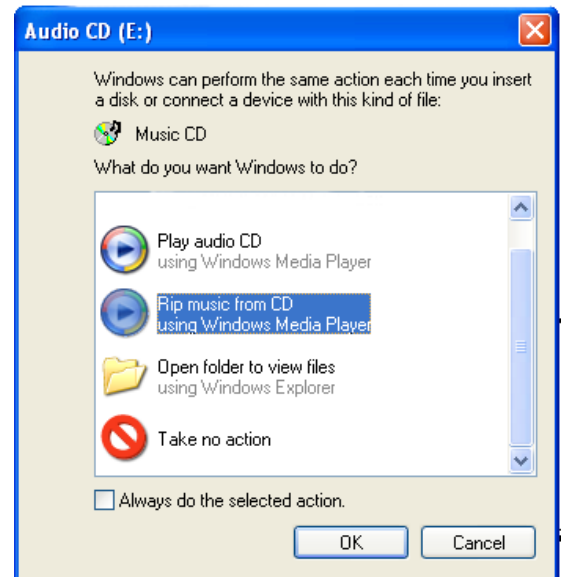 Audio CD (E:)
Windows can perform the same action each time you insert
a disk or connect a device with this kind of file:
Music CD
What do you want Windows to do?
Play audio CD
using Windows Media Player
Rip music from CD
using Windows Media Player
Open folder to view files
using Windows Explorer
Take no action
Always do the selected action.
OK
Cancel